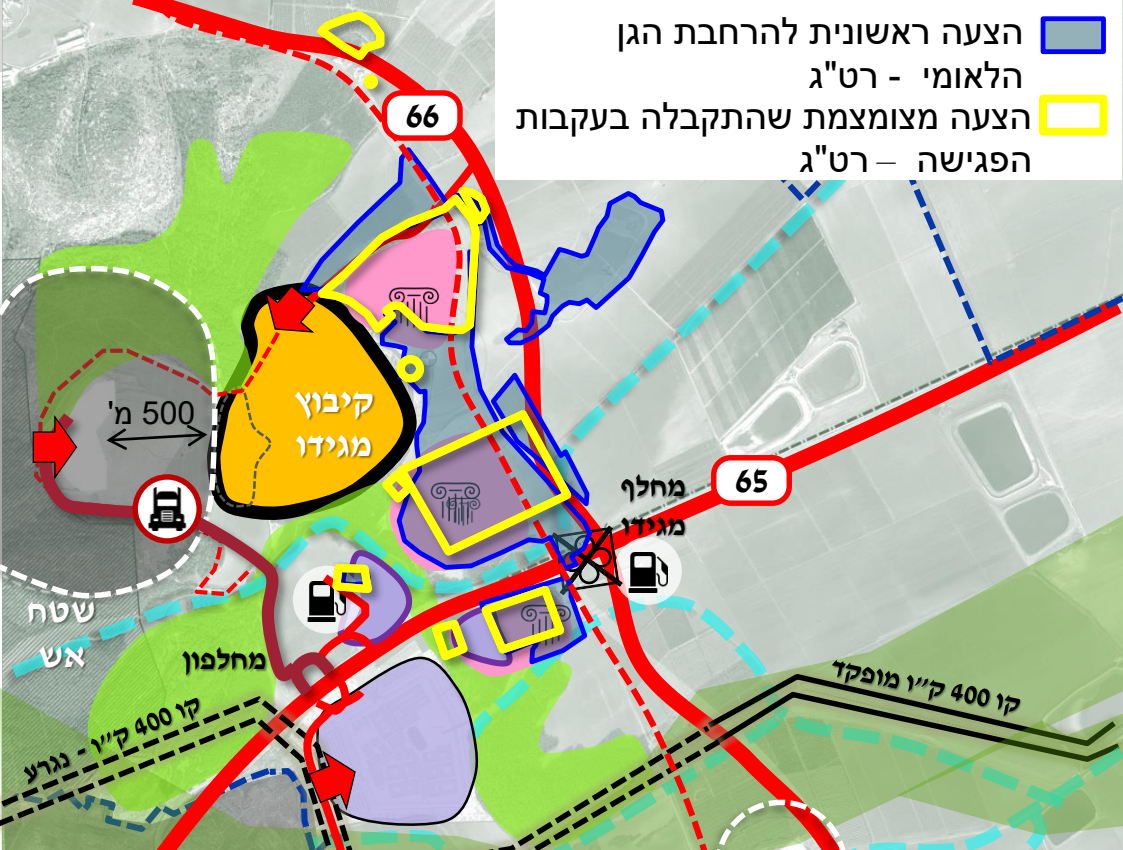 הצעה ראשונית להרחבת הגן
הלאומי - רט"ג
הצעה מצומצמת שהתקבלה בעקבות
הפגישה – רט"ג
66
קיבוץ
מגידו
500 מ'
65
מחלף
מגידו
שטח
אש
מחלפון
קו 400 ק״ו מופקד
קו 400 ק״ו - נגרע